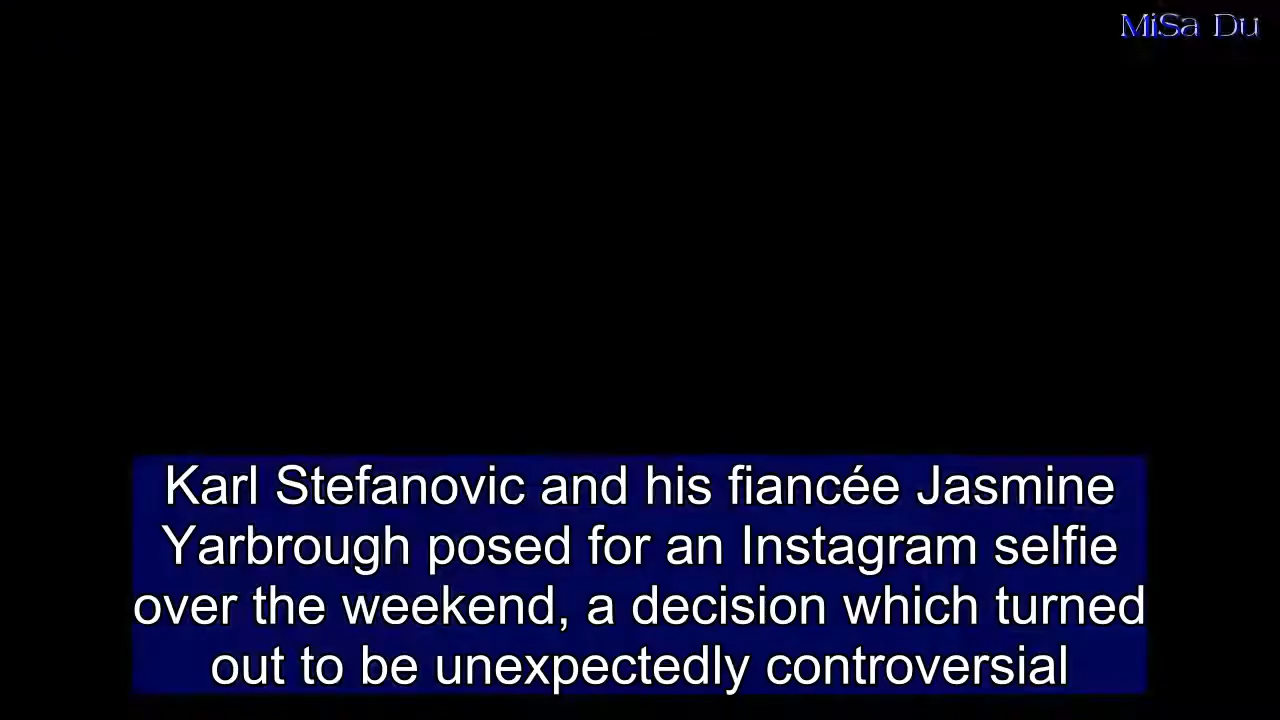 MiSa Du
Karl Stefanovic and his fiancée Jasmine
Yarbrough posed for an Instagram selfie
over the weekend, a decision which turned
out to be unexpectedly controversial